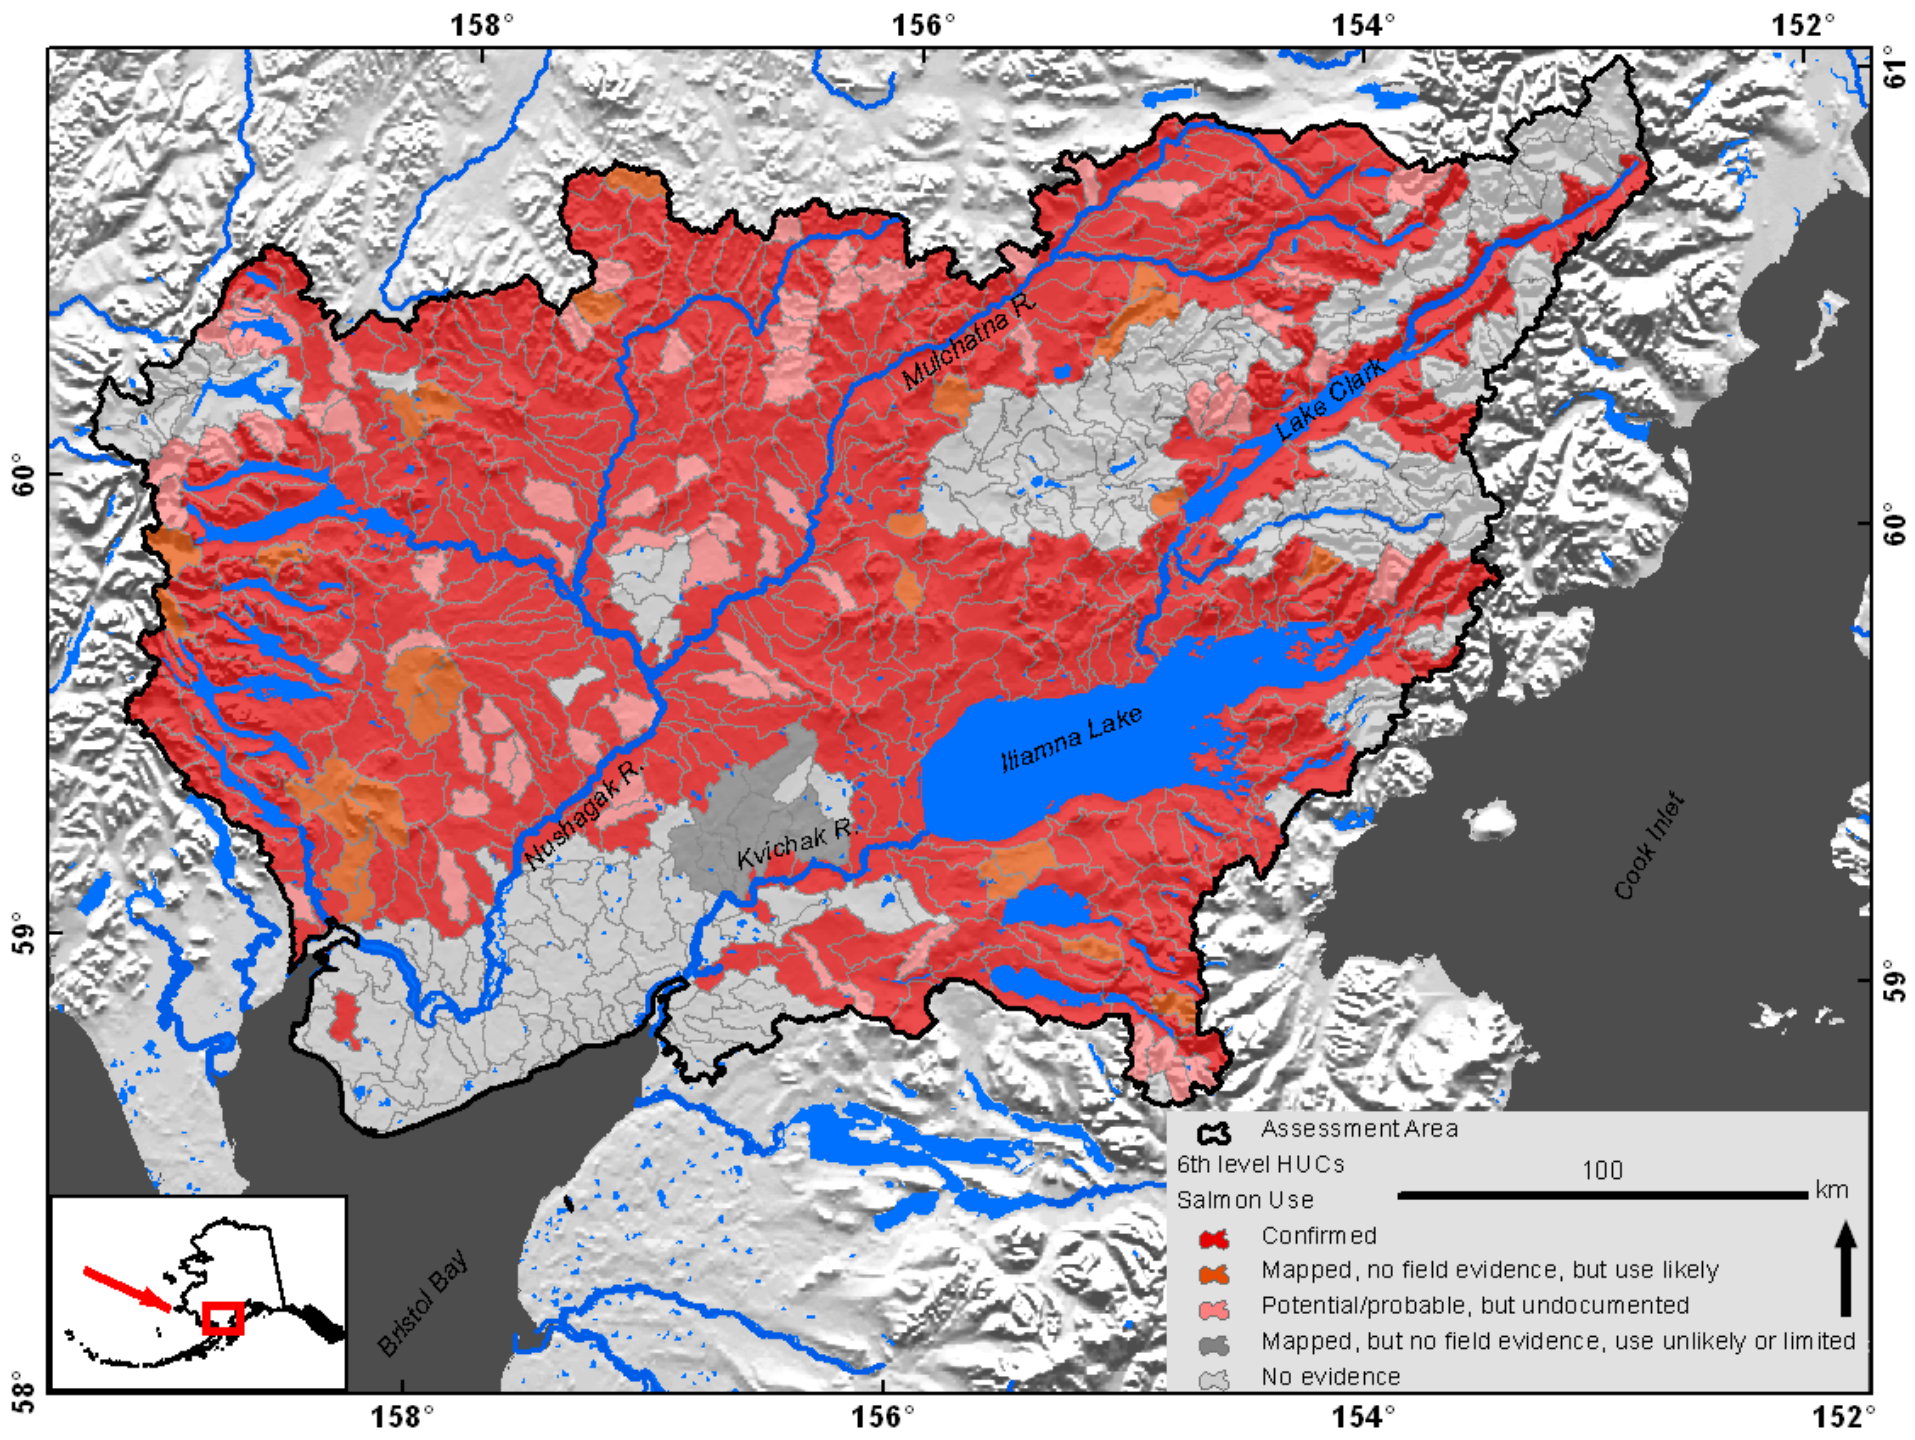 158° 156° 154° 152°
61°
60°
60°
59°
59°
58°
Mulchatna R.
Lake Clark
Iliamna Lake
Nushagak R.
Kvichak R.
Cook Inlet
Bristol Bay
Assessment Area
6th level HUCs
100
km
Salmon Use
Confirmed
Mapped, no field evidence, but use likely
Potential/probable, but undocumented
Mapped, but no field evidence, use unlikely or limited
No evidence
158° 156° 154° 152°